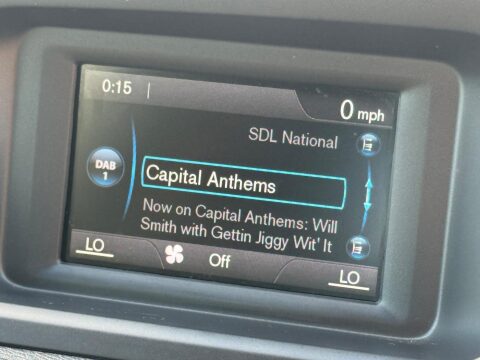 0:15
0 mph
SDL National
DAB
1
Capital Anthems
Now on Capital Anthems: Will
Smith with Gettin Jiggy Wit' It
LO
Off
LO